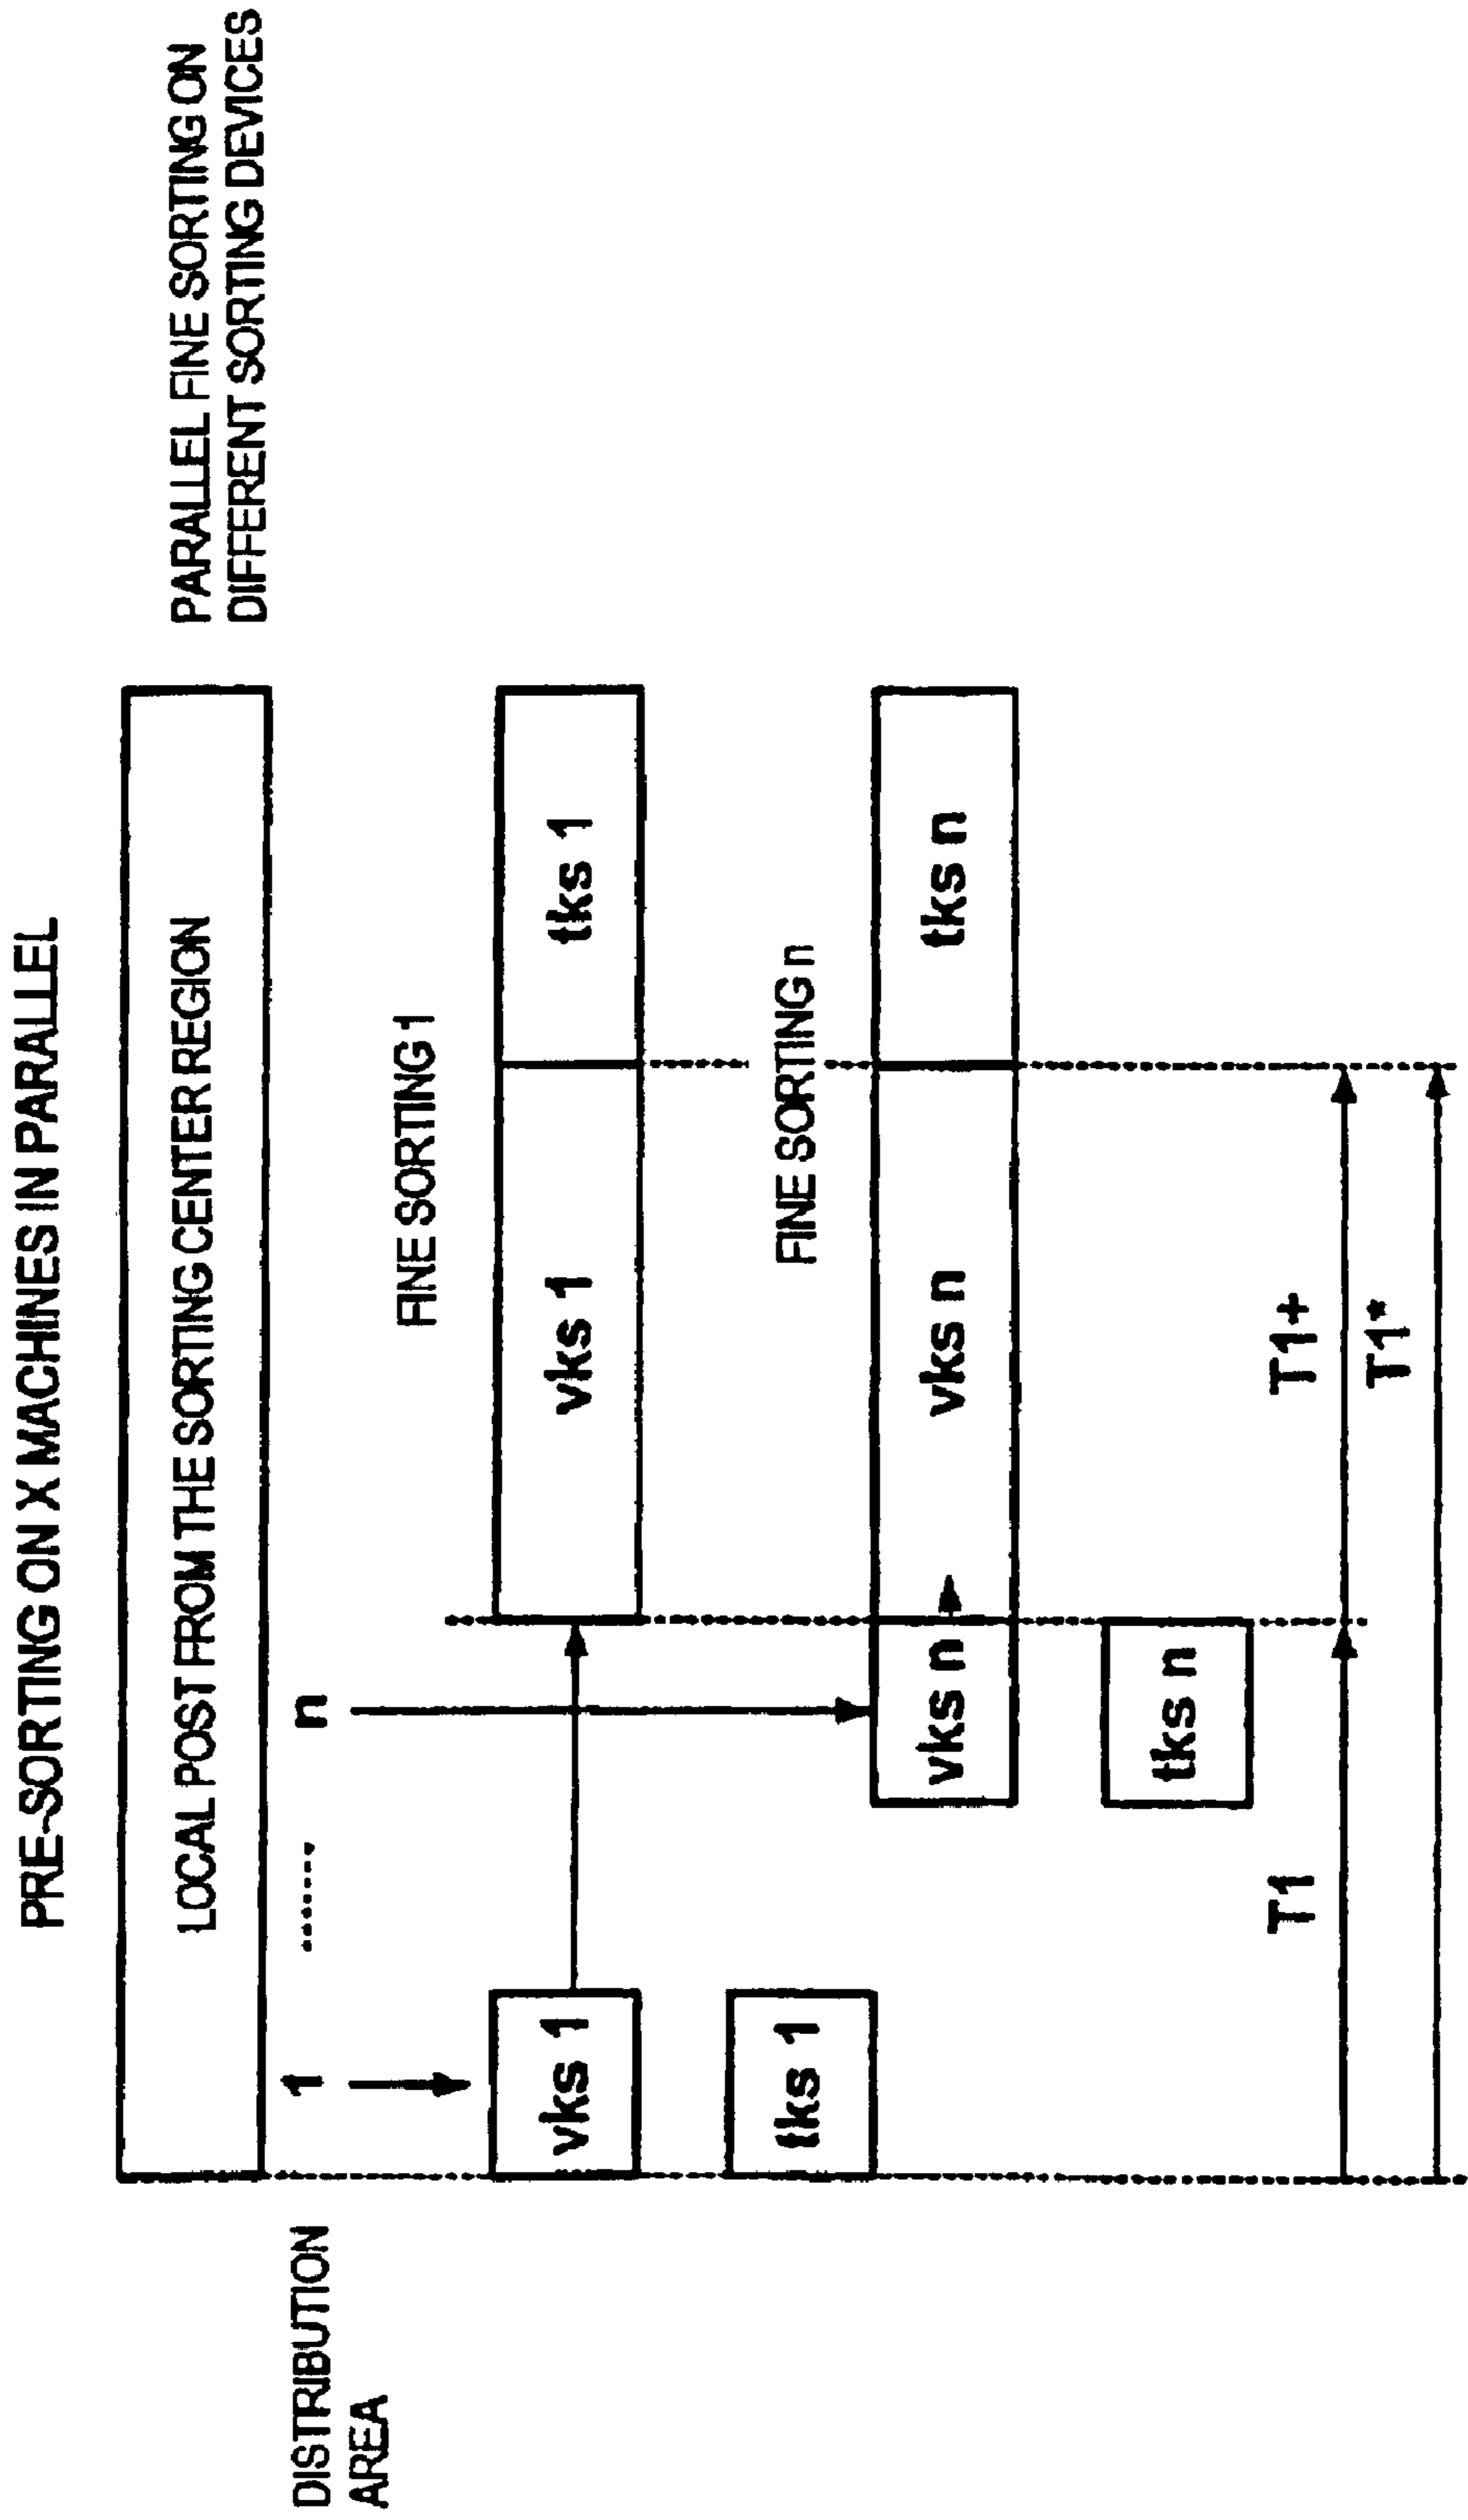 PRE-SORTING ON X MACHINES IN PARALLEL
LOCAL POST FROM THE SORTING CENTER REGION
PARALLEL FINE SORTING ON
DIFFERENT SORTING DEVICES
DISTRIBUTION
AREA
1
......
n
FINE SORTING 1
vks 1
vks 1
tks 1
tks 1
FINE SORTING n
vks n
vks n
tks n
tks n
T1
T1+
T1*